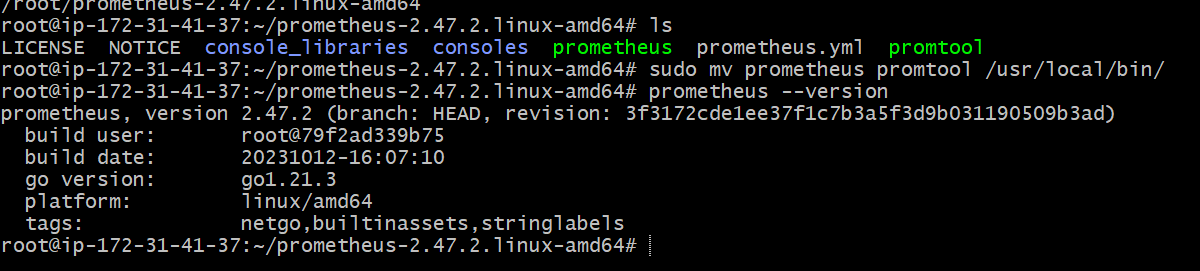 /root/prometheus-2.47.2.linux-amd64
root@ip-172-31-41-37:~/prometheus-2.47.2.linux-amd64# ls
LICENSE  NOTICE  console_libraries  consoles  prometheus  prometheus.yml  promtool
root@ip-172-31-41-37:~/prometheus-2.47.2.linux-amd64# sudo mv prometheus promtool /usr/local/bin/
root@ip-172-31-41-37:~/prometheus-2.47.2.linux-amd64# prometheus --version
prometheus, version 2.47.2 (branch: HEAD, revision: 3f3172cde1ee37f1c7b3a5f3d9b031190509b3ad)
  build user:       root@79f2ad339b75
  build date:       20231012-16:07:10
  go version:       go1.21.3
  platform:         linux/amd64
  tags:             netgo,builtinassets,stringlabels
root@ip-172-31-41-37:~/prometheus-2.47.2.linux-amd64#